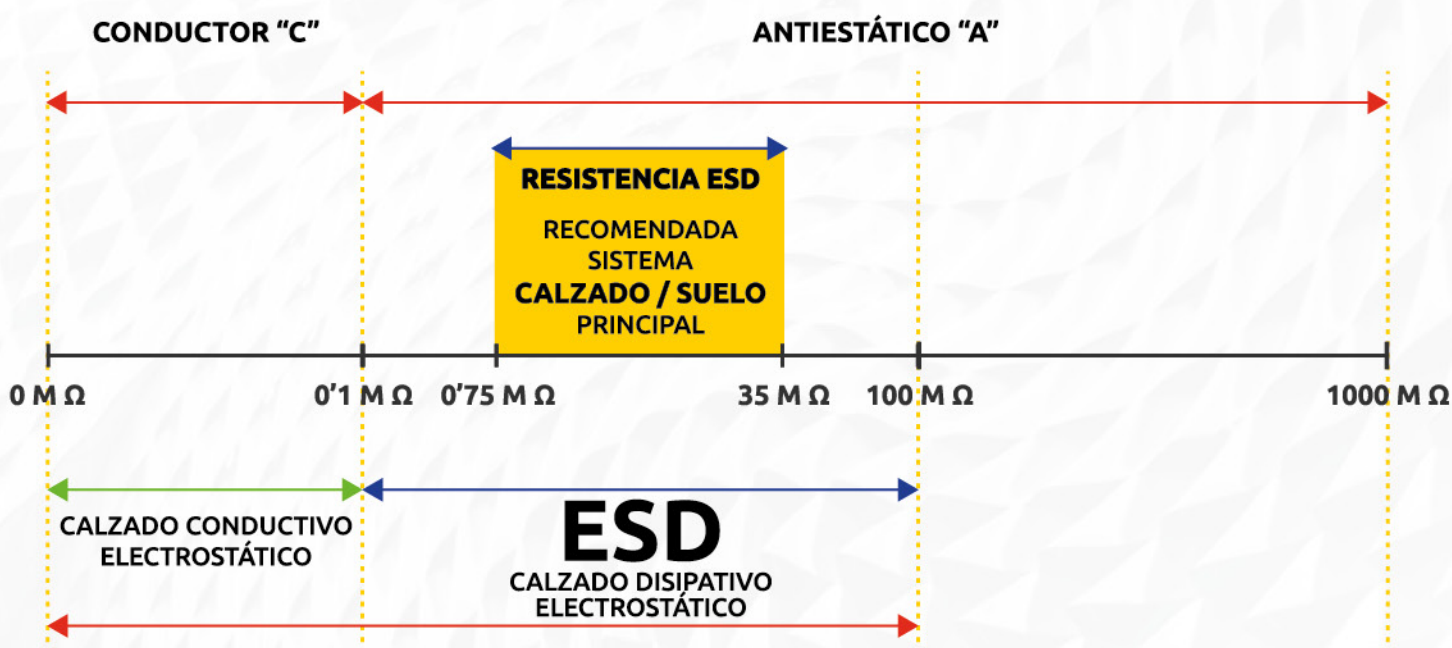 CONDUCTOR “C”
ANTIESTÁTICO “A”
RESISTENCIA ESD
RECOMENDADA
SISTEMA
CALZADO / SUELO
PRINCIPAL
0 M Ω
0’1 M Ω
0’75 M Ω
35 M Ω
100 M Ω
1000 M Ω
CALZADO CONDUCTIVO
ELECTROSTÁTICO
ESD
CALZADO DISIPATIVO
ELECTROSTÁTICO